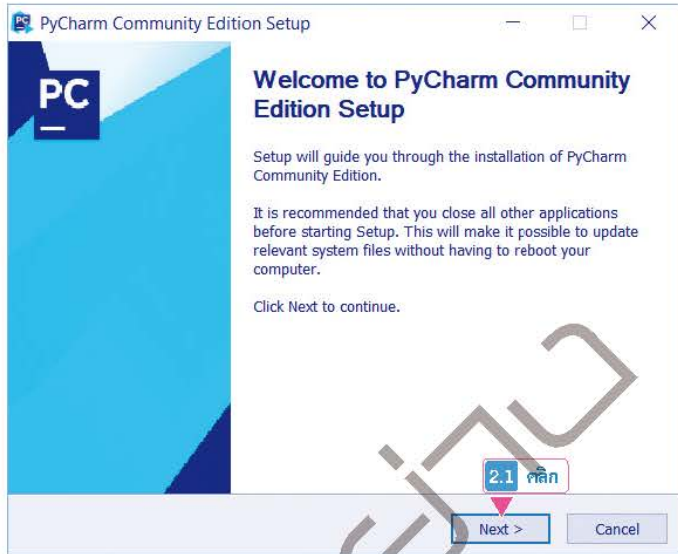 PyCharm Community Edition Setup
PC
Welcome to PyCharm Community
Edition Setup
Setup will guide you through the installation of PyCharm
Community Edition.
It is recommended that you close all other applications
before starting Setup. This will make it possible to update
relevant system files without having to reboot your
computer.
Click Next to continue.
2.1 คลิก
Next >
Cancel